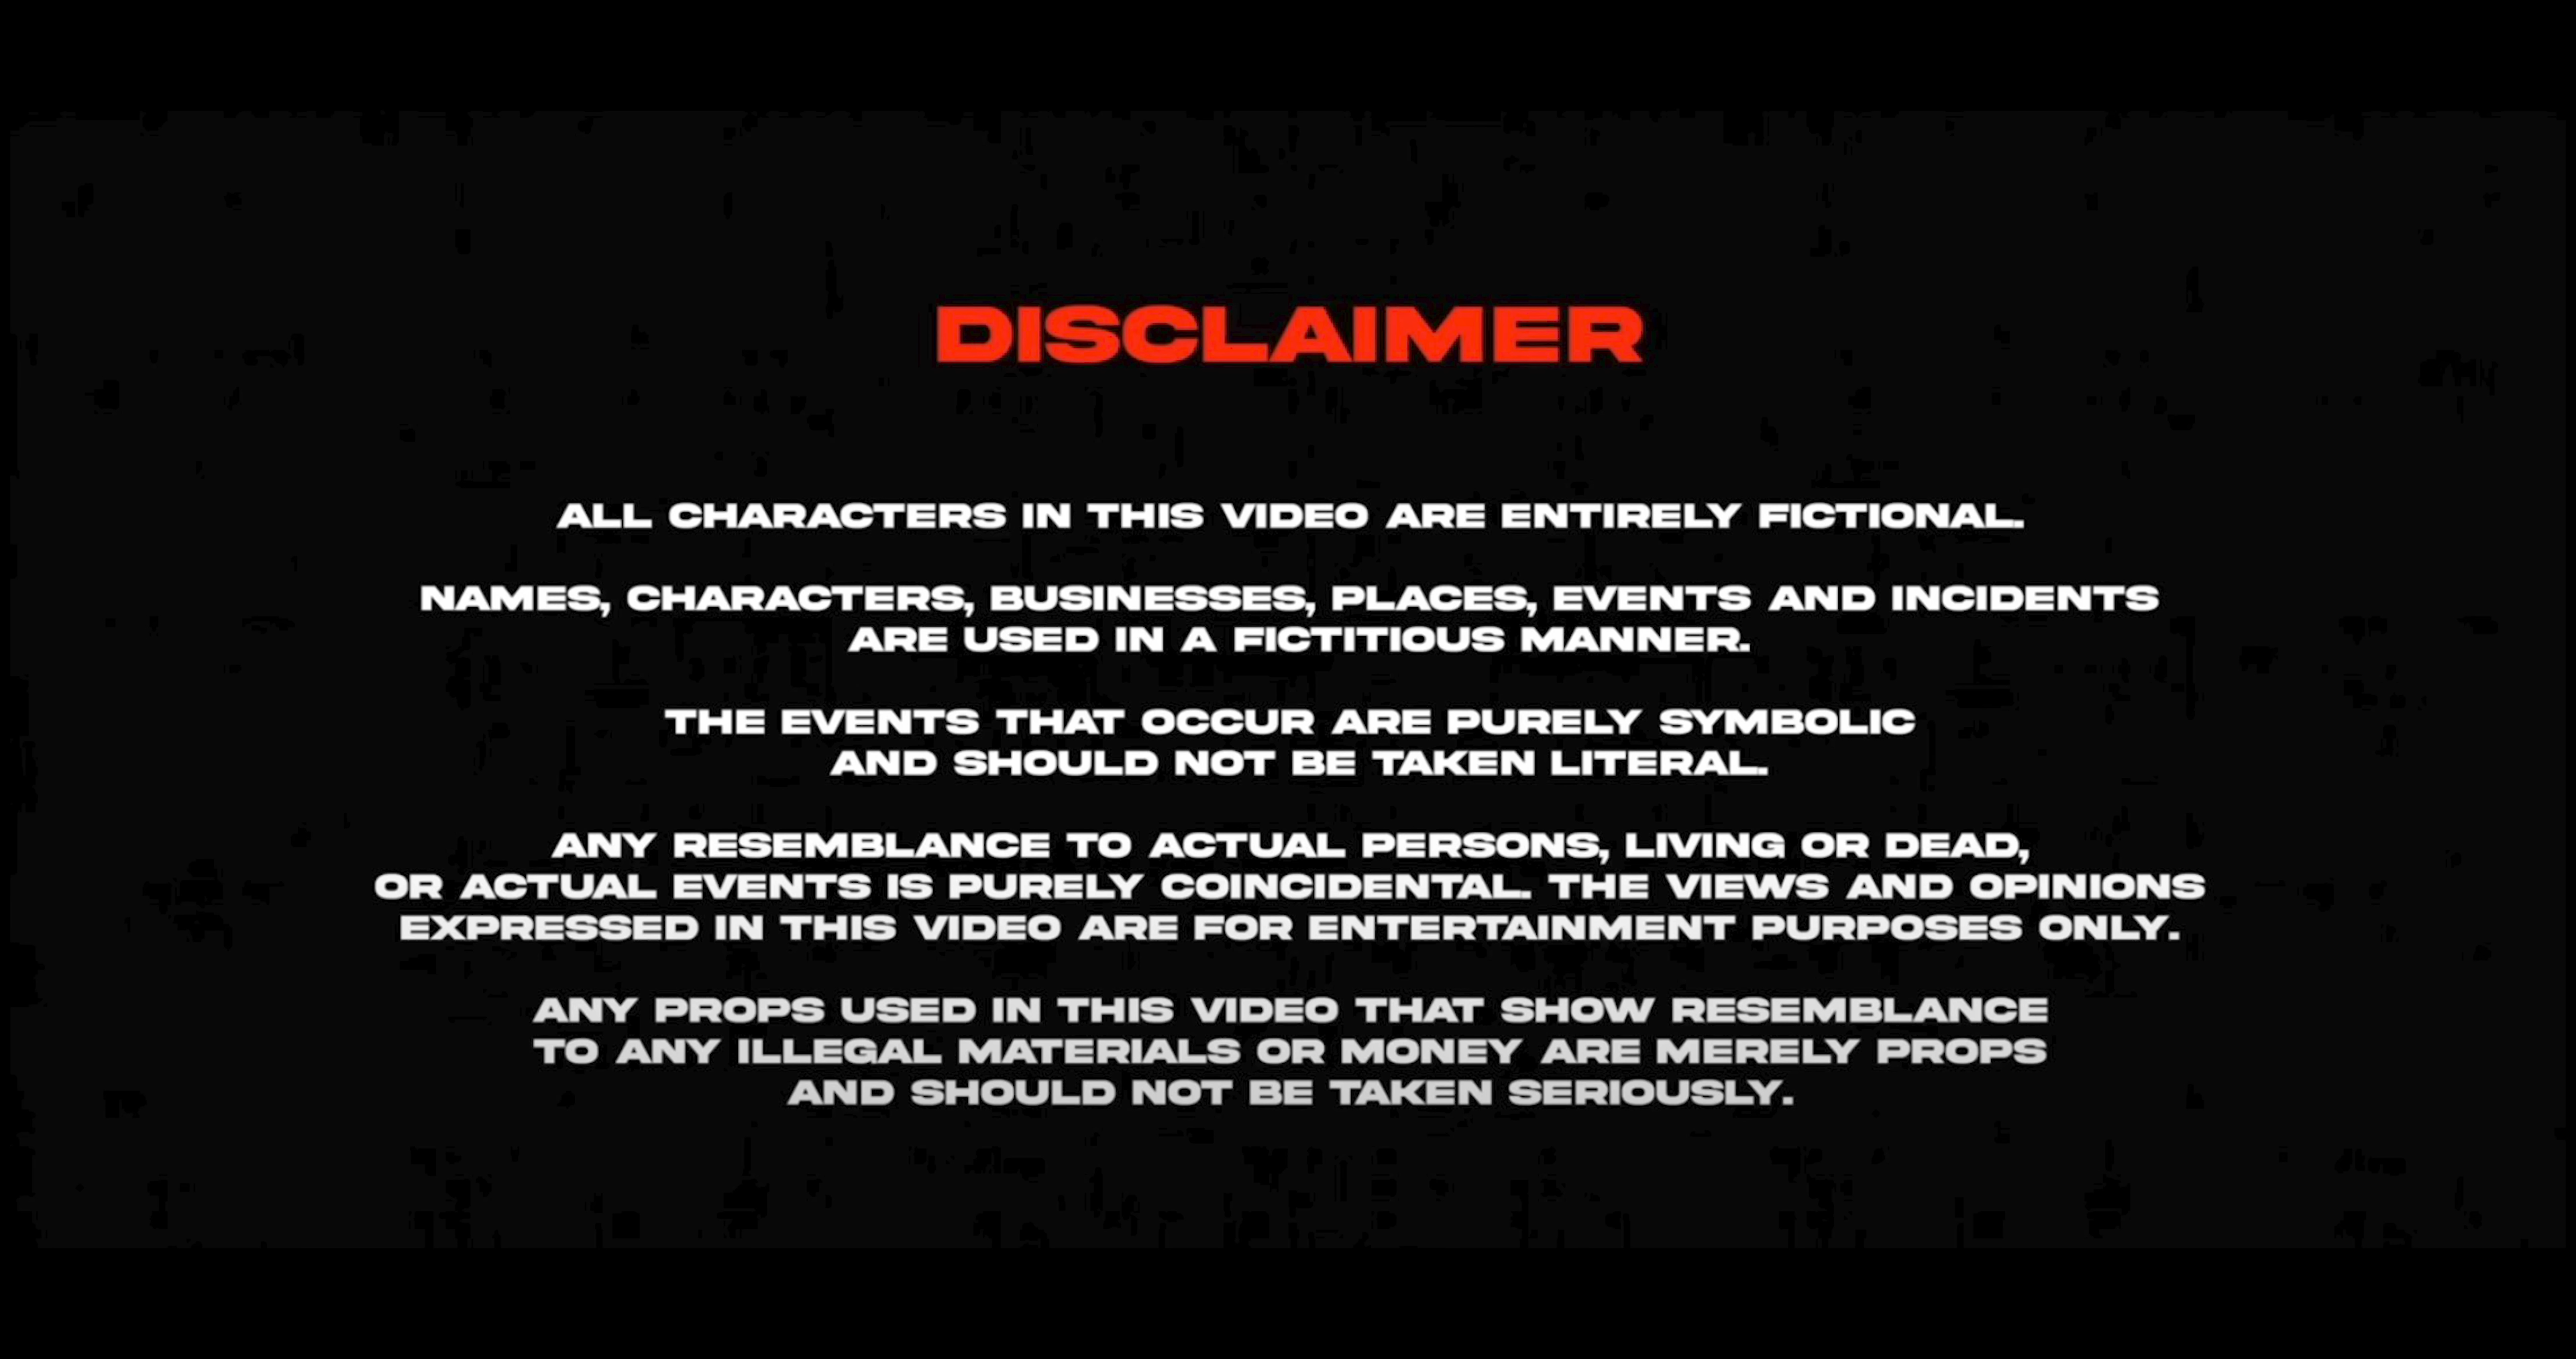 DISCLAIMER
ALL CHARACTERS IN THIS VIDEO ARE ENTIRELY FICTIONAL.
NAMES, CHARACTERS, BUSINESSES, PLACES, EVENTS AND INCIDENTS
ARE USED IN A FICTITIOUS MANNER.
THE EVENTS THAT OCCUR ARE PURELY SYMBOLIC
AND SHOULD NOT BE TAKEN LITERAL.
ANY RESEMBLANCE TO ACTUAL PERSONS, LIVING OR DEAD,
OR ACTUAL EVENTS IS PURELY COINCIDENTAL. THE VIEWS AND OPINIONS
EXPRESSED IN THIS VIDEO ARE FOR ENTERTAINMENT PURPOSES ONLY.
ANY PROPS USED IN THIS VIDEO THAT SHOW RESEMBLANCE
TO ANY ILLEGAL MATERIALS OR MONEY ARE MERELY PROPS
AND SHOULD NOT BE TAKEN SERIOUSLY.